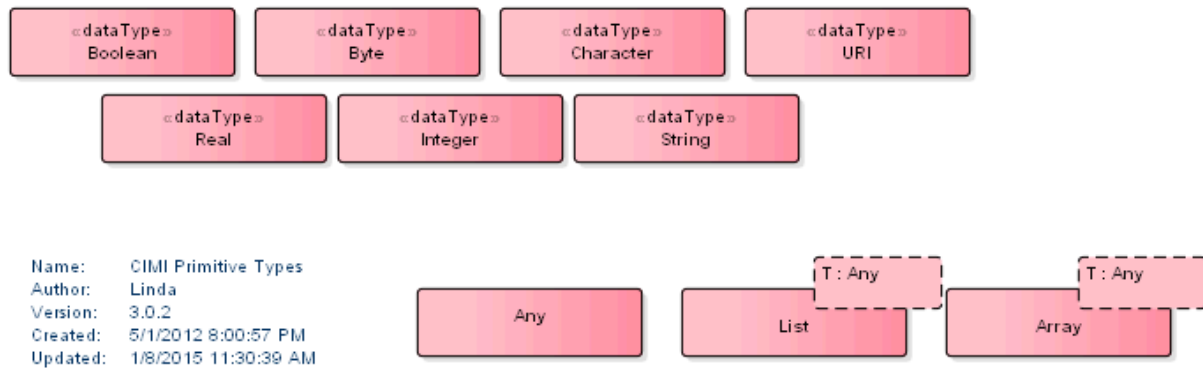 «dataType»
Boolean
«dataType»
Byte
«dataType»
Character
«dataType»
URI
«dataType»
Real
«dataType»
Integer
«dataType»
String
Name: CIMI Primitive Types
Author: Linda
Version: 3.0.2
Created: 5/1/2012 8:00:57 PM
Updated: 1/8/2015 11:30:39 AM
Any
T : Any
List
T : Any
Array